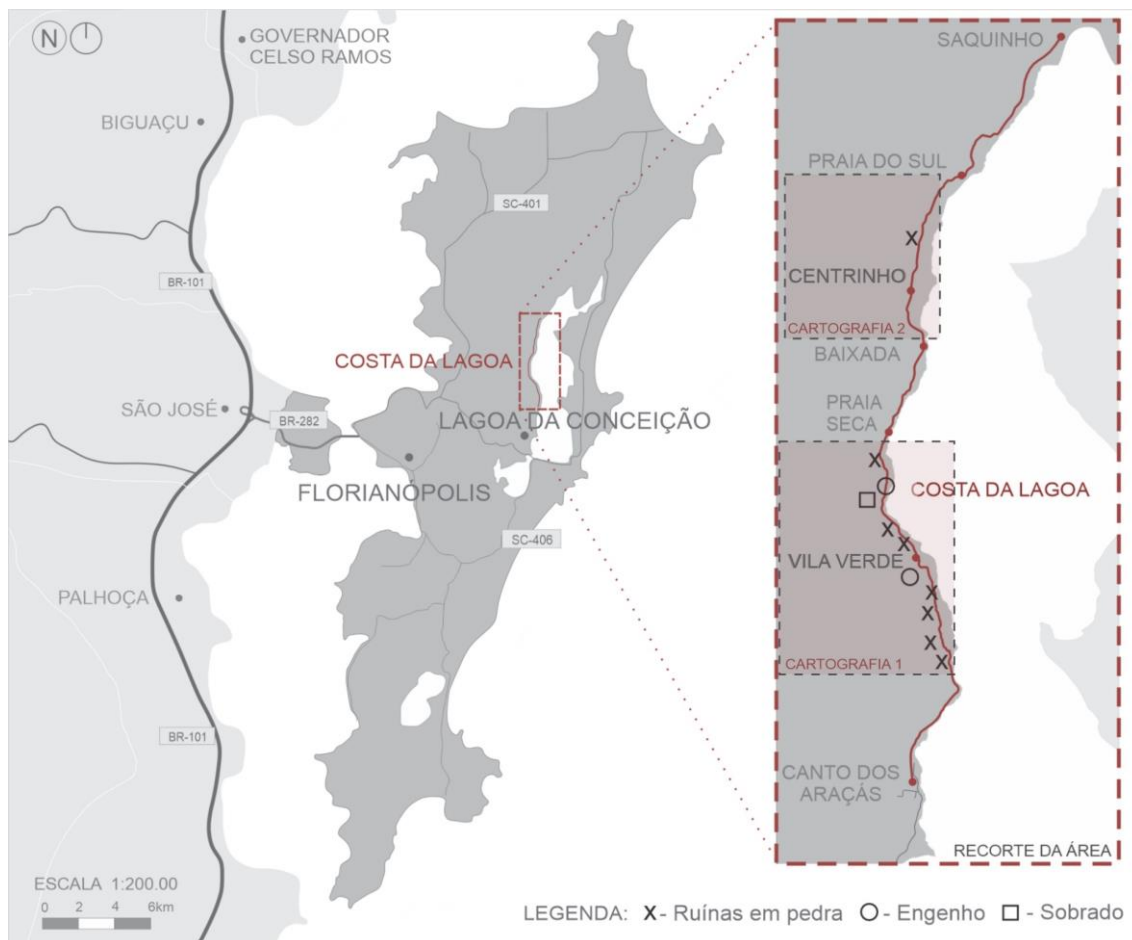 N
GOVERNADOR
CELSO RAMOS
BIGUAÇU
SC-401
BR-101
COSTA DA LAGOA
SÃO JOSÉ
BR-282
LAGOA DA CONCEIÇÃO
FLORIANÓPOLIS
SC-406
PALHOÇA
BR-101
ESCALA 1:200.00
0 2 4 6km
SAQUINHO
PRAIA DO SUL
X
CENTRINHO
CARTOGRAFIA 2
BAIXADA
PRAIA
SECA
X
COSTA DA LAGOA
X
X
VILA VERDE
X
X
X
X
CARTOGRAFIA 1
CANTO DOS
ARAÇÁS
RECORTE DA ÁREA
LEGENDA: X - Ruínas em pedra - Engenho - Sobrado